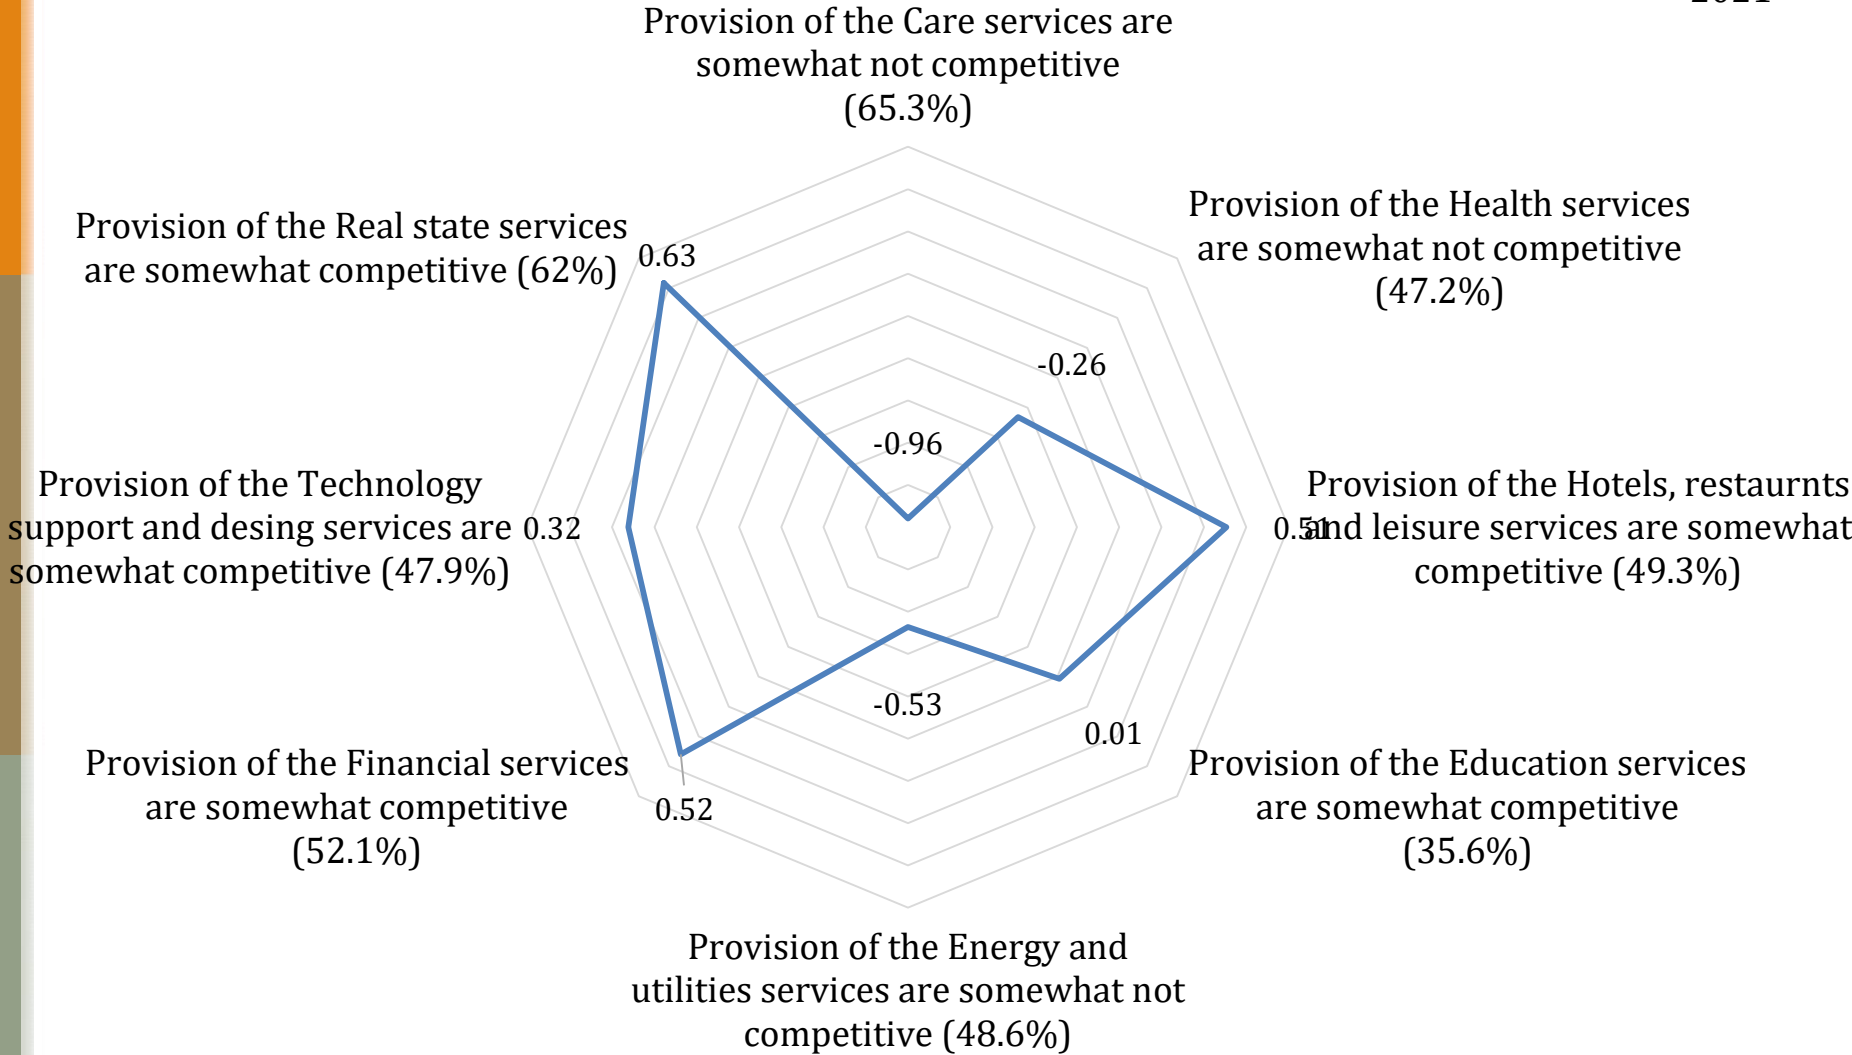 Provision of the Care services are
somewhat not competitive
(65.3%)
Provision of the Health services
are somewhat not competitive
(47.2%)
Provision of the Real state services
are somewhat competitive (62%)
0.63
-0.26
-0.96
Provision of the Technology
support and desing services are
somewhat competitive (47.9%)
0.32
0.51
Provision of the Hotels, restaurnts
and leisure services are somewhat
competitive (49.3%)
-0.53
0.01
Provision of the Financial services
are somewhat competitive
(52.1%)
0.52
Provision of the Education services
are somewhat competitive
(35.6%)
Provision of the Energy and
utilities services are somewhat not
competitive (48.6%)